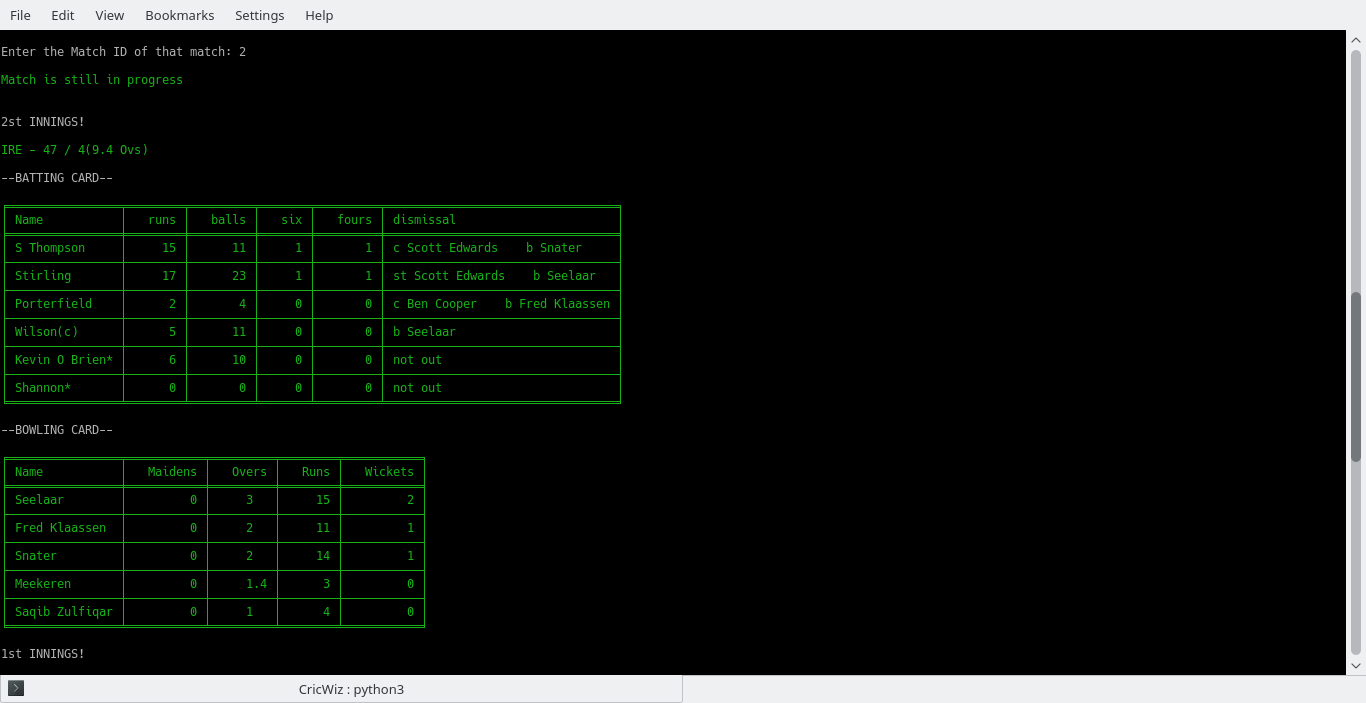 File Edit View Bookmarks Settings Help
Enter the Match ID of that match: 2
Match is still in progress
2st INNINGS!
IRE - 47 / 4(9.4 Ovs)
--BATTING CARD--
Name runs balls six fours dismissal
S Thompson 15 11 1 1 c Scott Edwards b Snater
Stirling 17 23 1 1 st Scott Edwards b Seelaar
Porterfield 2 4 0 0 c Ben Cooper b Fred Klaassen
Wilson(c) 5 11 0 0 b Seelaar
Kevin O Brien* 6 10 0 0 not out
Shannon* 0 0 0 0 not out
--BOWLING CARD--
Name Maidens Overs Runs Wickets
Seelaar 0 3 15 2
Fred Klaassen 0 2 11 1
Snater 0 2 14 1
Meekeren 0 1.4 3 0
Saqib Zulfiqar 0 1 4 0
1st INNINGS!
CricWiz : python3